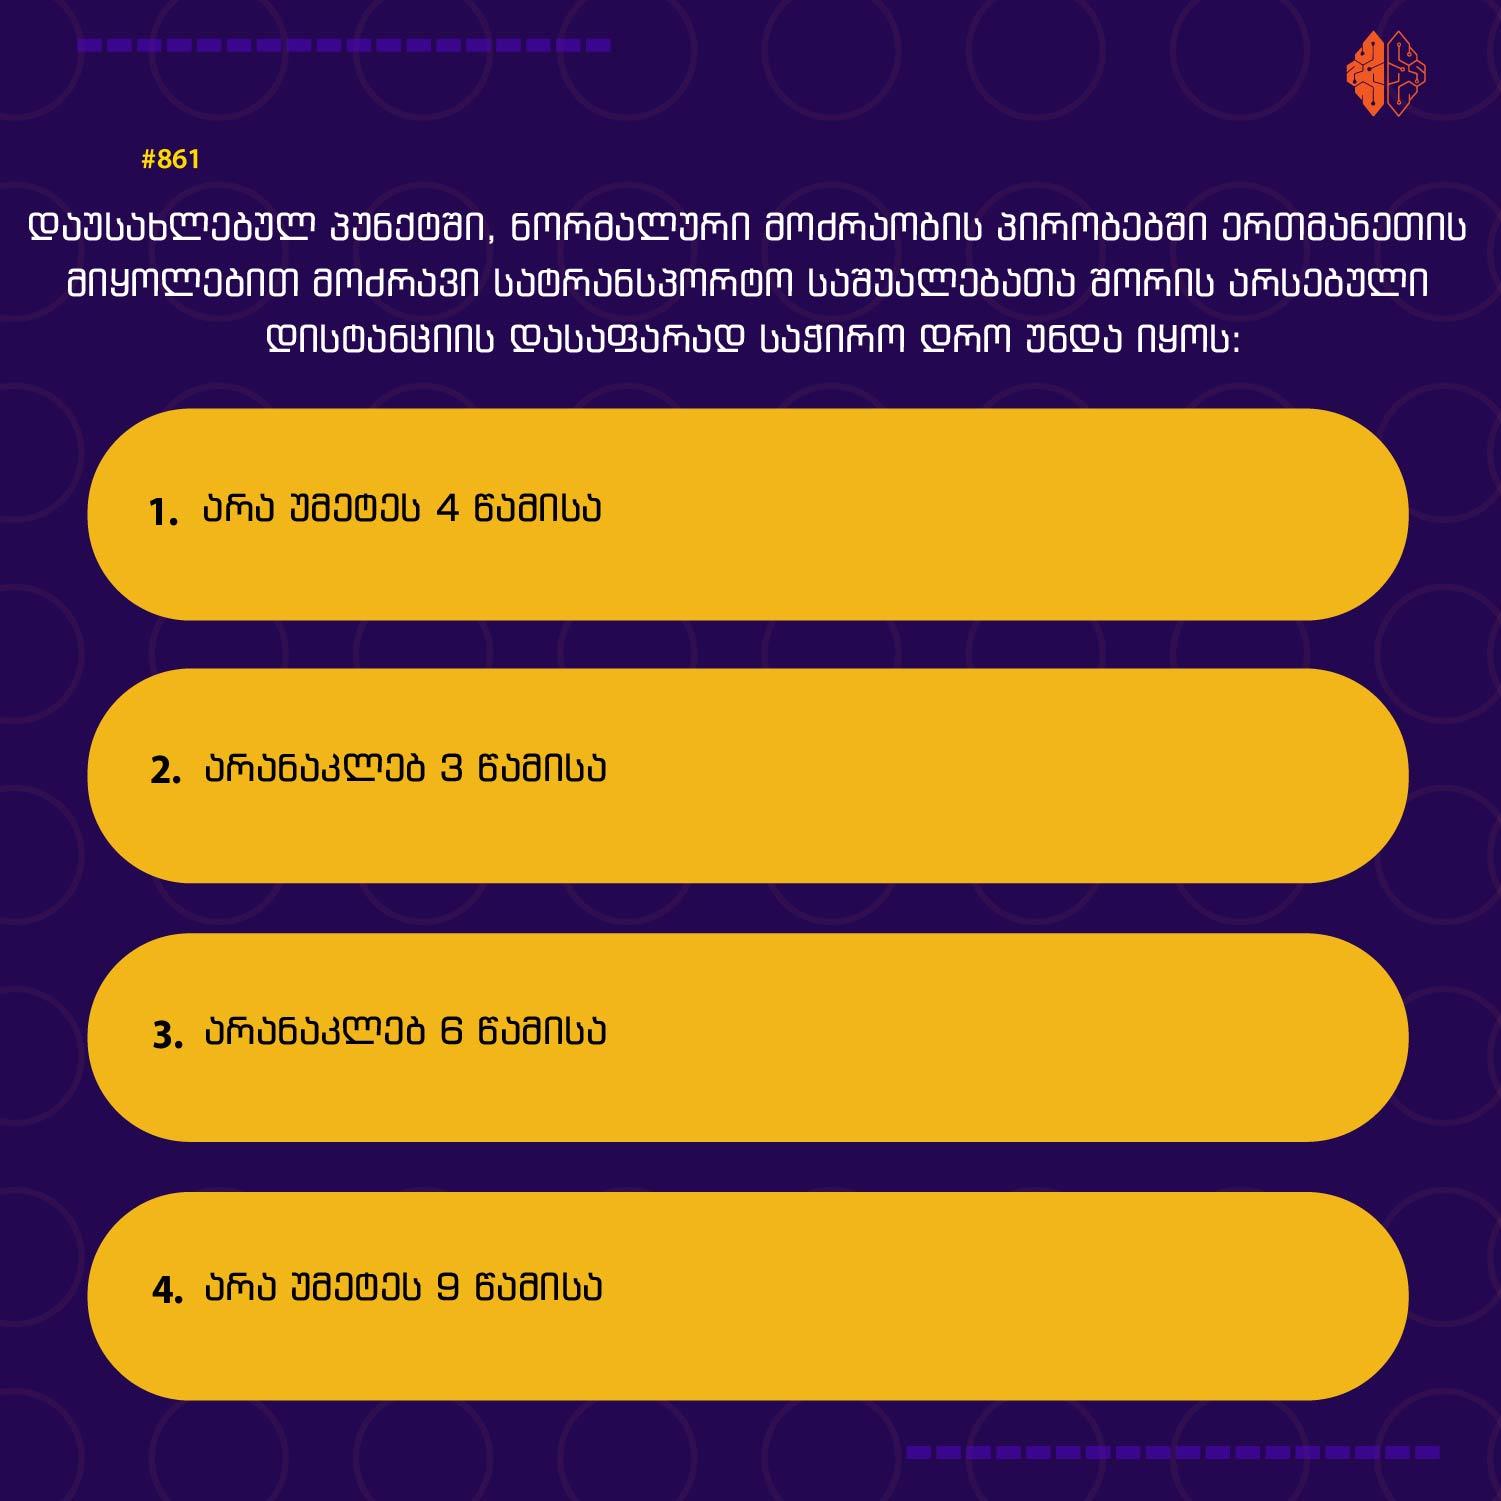 #861
დაუსახლებულ პუნქტში, ნორმალური მოძრაობის პირობებში ერთმანეთის
მიყოლებით მოძრავი სატრანსპორტო საშუალებათა შორის არსებული
დისტანციის დასაფარად საჭირო დრო უნდა იყოს:
1. არა უმეტეს 4 წამისა
2. არანაკლებ 3 წამისა
3. არანაკლებ 6 წამისა
4. არა უმეტეს 9 წამისა